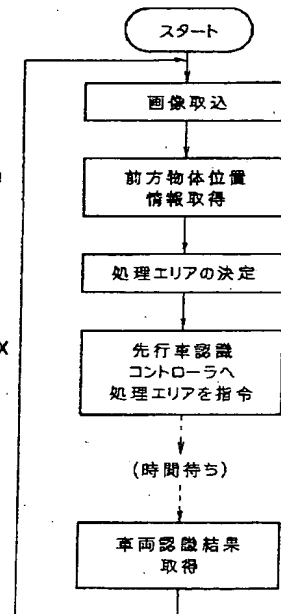 スタート
画像取込
前方物体位置
情報取得
処理エリアの決定
先行車認識
コントローラへ
処理エリアを指令
(時間待ち)
車両認識結果
取得
X